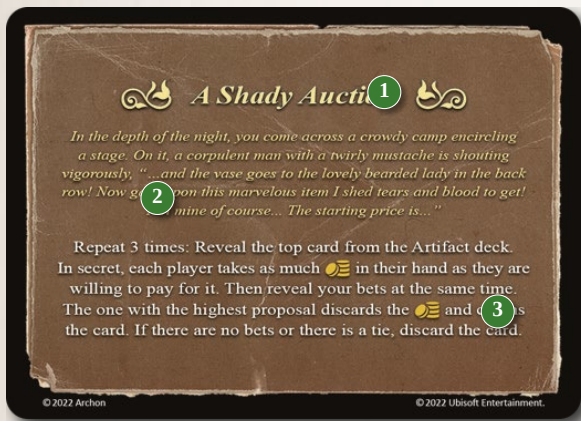 A Shady
In the depth of the night, you come across a crowdy camp encircling
a stage. On it, a corpulent man with a twirly mustache is shouting
vigorously, “...and the vase goes to the lovely bearded lady in the back
row! Now upon this marvelous item I shed tears and blood to get!
mine of course... The starting price is...”
Repeat 3 times: Reveal the top card from the Artifact deck.
In secret, each player takes as much in their hand as they are
willing to pay for it. Then reveal your bets at the same time.
The one with the highest proposal discards the and
the card. If there are no bets or there is a tie, discard the card.
1
2
3
© 2022 Archon
© 2022 Ubisoft Entertainment.